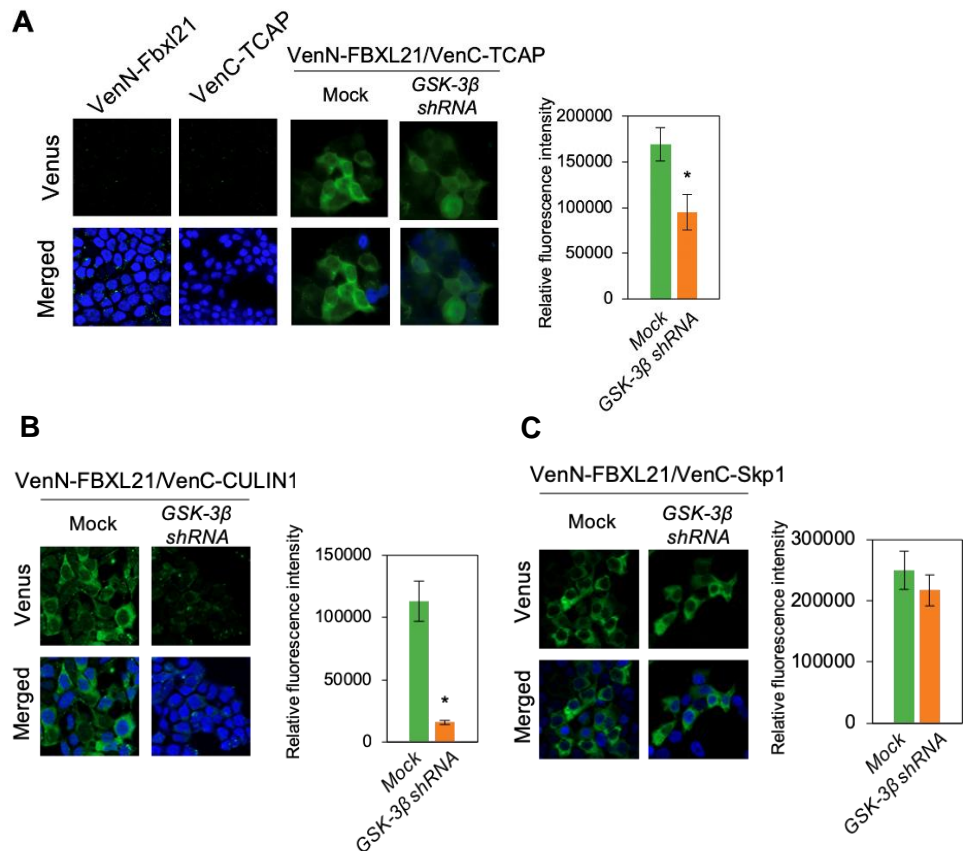 A
VenN-Fbxl21
VenC-TCAP
VenN-FBXL21/VenC-TCAP
Mock
GSK-3β
shRNA
Venus
Merged
Relative fluorescence intensity
200000
150000
100000
50000
0
*
Mock
GSK-3β shRNA
B
VenN-FBXL21/VenC-CULIN1
Mock
GSK-3β
shRNA
Venus
Merged
Relative fluorescence intensity
150000
100000
50000
0
*
Mock
GSK-3β shRNA
C
VenN-FBXL21/VenC-Skp1
Mock
GSK-3β
shRNA
Venus
Merged
Relative fluorescence intensity
300000
200000
100000
0
Mock
GSK-3β shRNA